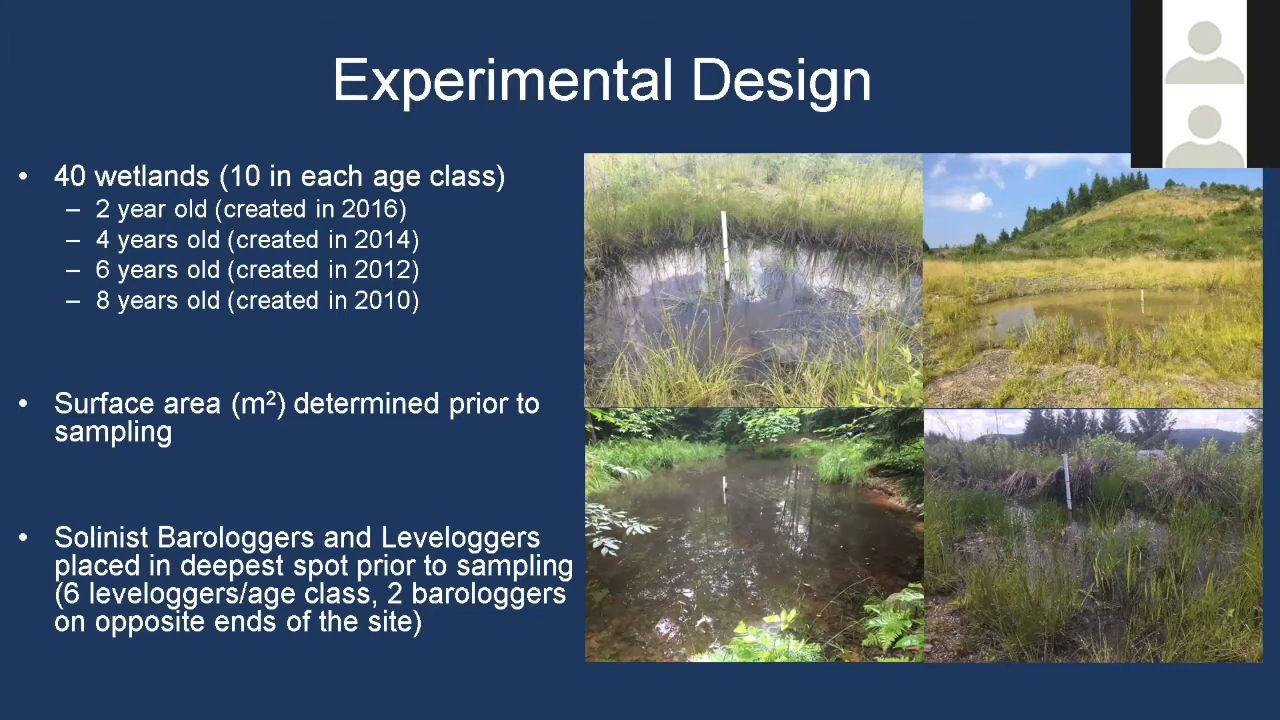 Experimental Design
• 40 wetlands (10 in each age class)
– 2 year old (created in 2016)
– 4 years old (created in 2014)
– 6 years old (created in 2012)
– 8 years old (created in 2010)
• Surface area (m²) determined prior to
sampling
• Solinist Barologgers and Leveloggers
placed in deepest spot prior to sampling
(6 leveloggers/age class, 2 barologgers
on opposite ends of the site)